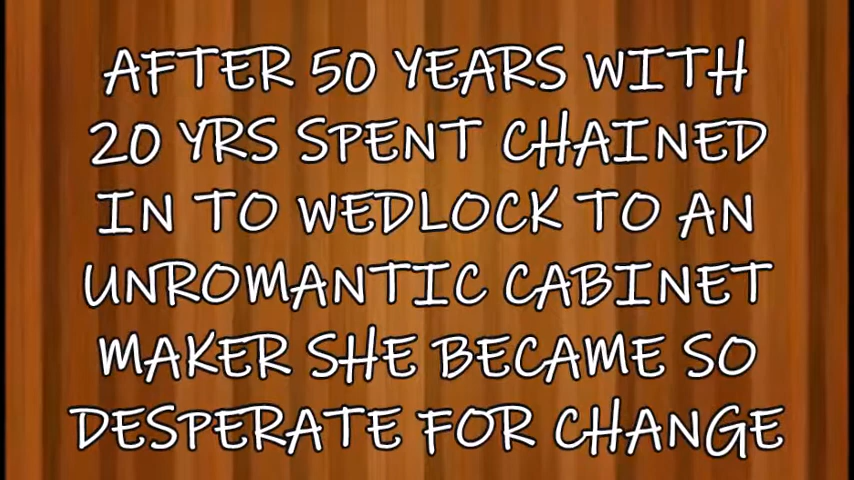 AFTER 50 YEARS WITH
20 YRS SPENT CHAINED
IN TO WEDLOCK TO AN
UNROMANTIC CABINET
MAKER SHE BECAME SO
DESPERATE FOR CHANGE